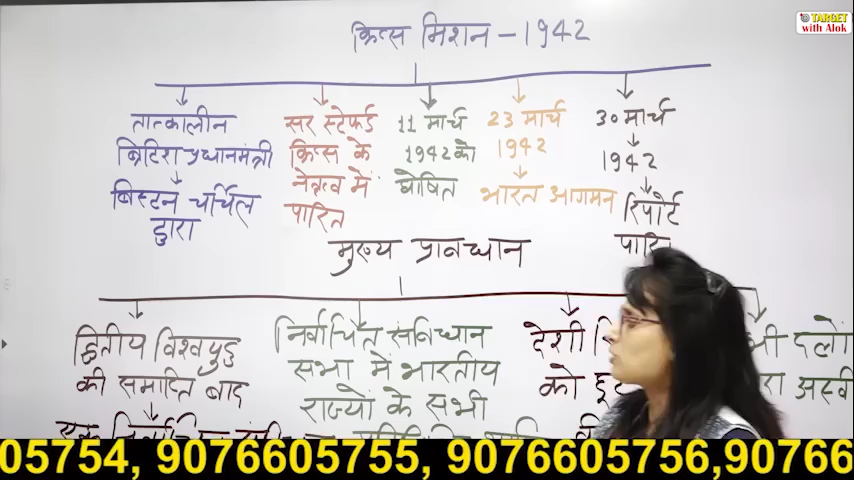 TARGET
with Alok
क्रिप्स मिशन - 1942
तात्कालीन
ब्रिटिश प्रधानमंत्री
बिस्टन चर्चिल
द्वारा
सर स्टेफर्ड
क्रिप्स के
नेतृत्व में
पारित
11 मार्च
1942 को
घोषित
23 मार्च
1942
भारत आगमन
30 मार्च
1942
रिपोर्ट
मुख्य प्रावधान
द्वितीय विश्वयुद्ध
की समाप्ति बाद
निर्वाचित संविधान
सभा में भारतीय
राज्यों के सभी
देशी
को
दलों
05754, 9076605755, 9076605756,90766